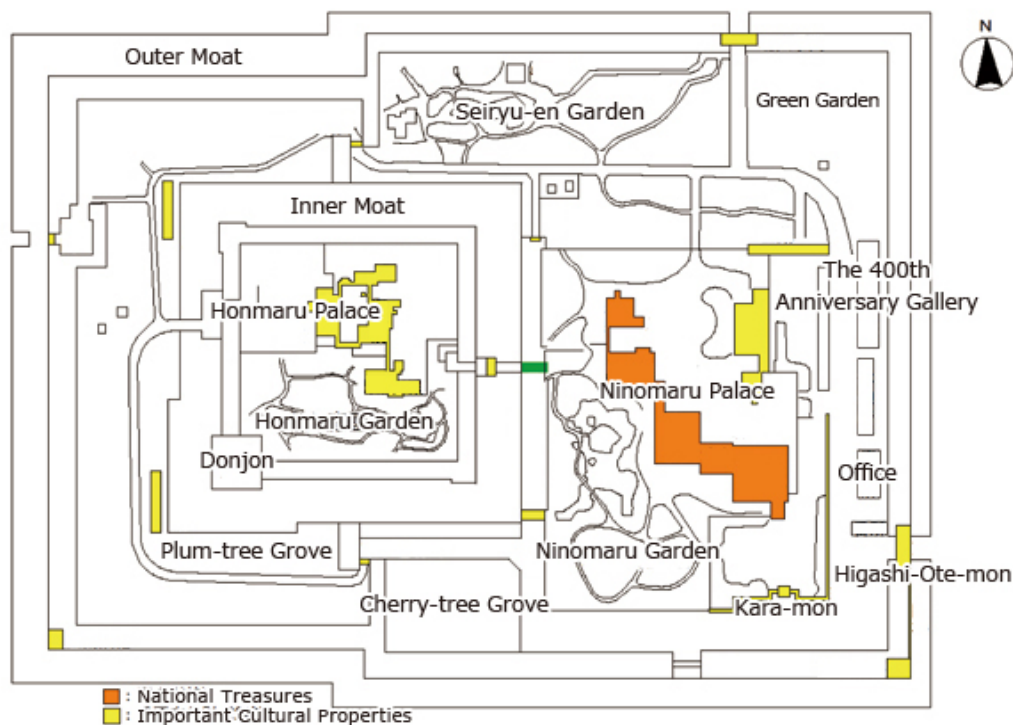 N
Outer Moat
Green Garden
Seiryu-en Garden
Inner Moat
The 400th
Anniversary Gallery
Honmaru Palace
Ninomaru Palace
Honmaru Garden
Donjon
Office
Plum-tree Grove
Ninomaru Garden
Higashi-Ote-mon
Cherry-tree Grove
Kara-mon
: National Treasures
: Important Cultural Properties